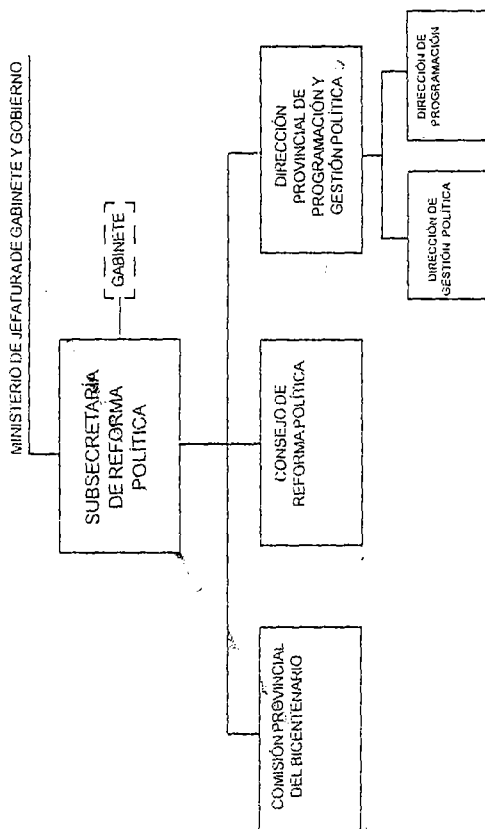 MINISTERIO DE JEFATURA DE GABINETE Y GOBIERNO
SUBSECRETARÍA
DE REFORMA
POLÍTICA
GABINETE
COMISIÓN PROVINCIAL
DEL BICENTENARIO
CONSEJO DE
REFORMA POLÍTICA
DIRECCIÓN
PROVINCIAL DE
PROGRAMACIÓN Y
GESTIÓN POLÍTICA
DIRECCIÓN DE
GESTIÓN POLÍTICA
DIRECCIÓN DE
PROGRAMACIÓN